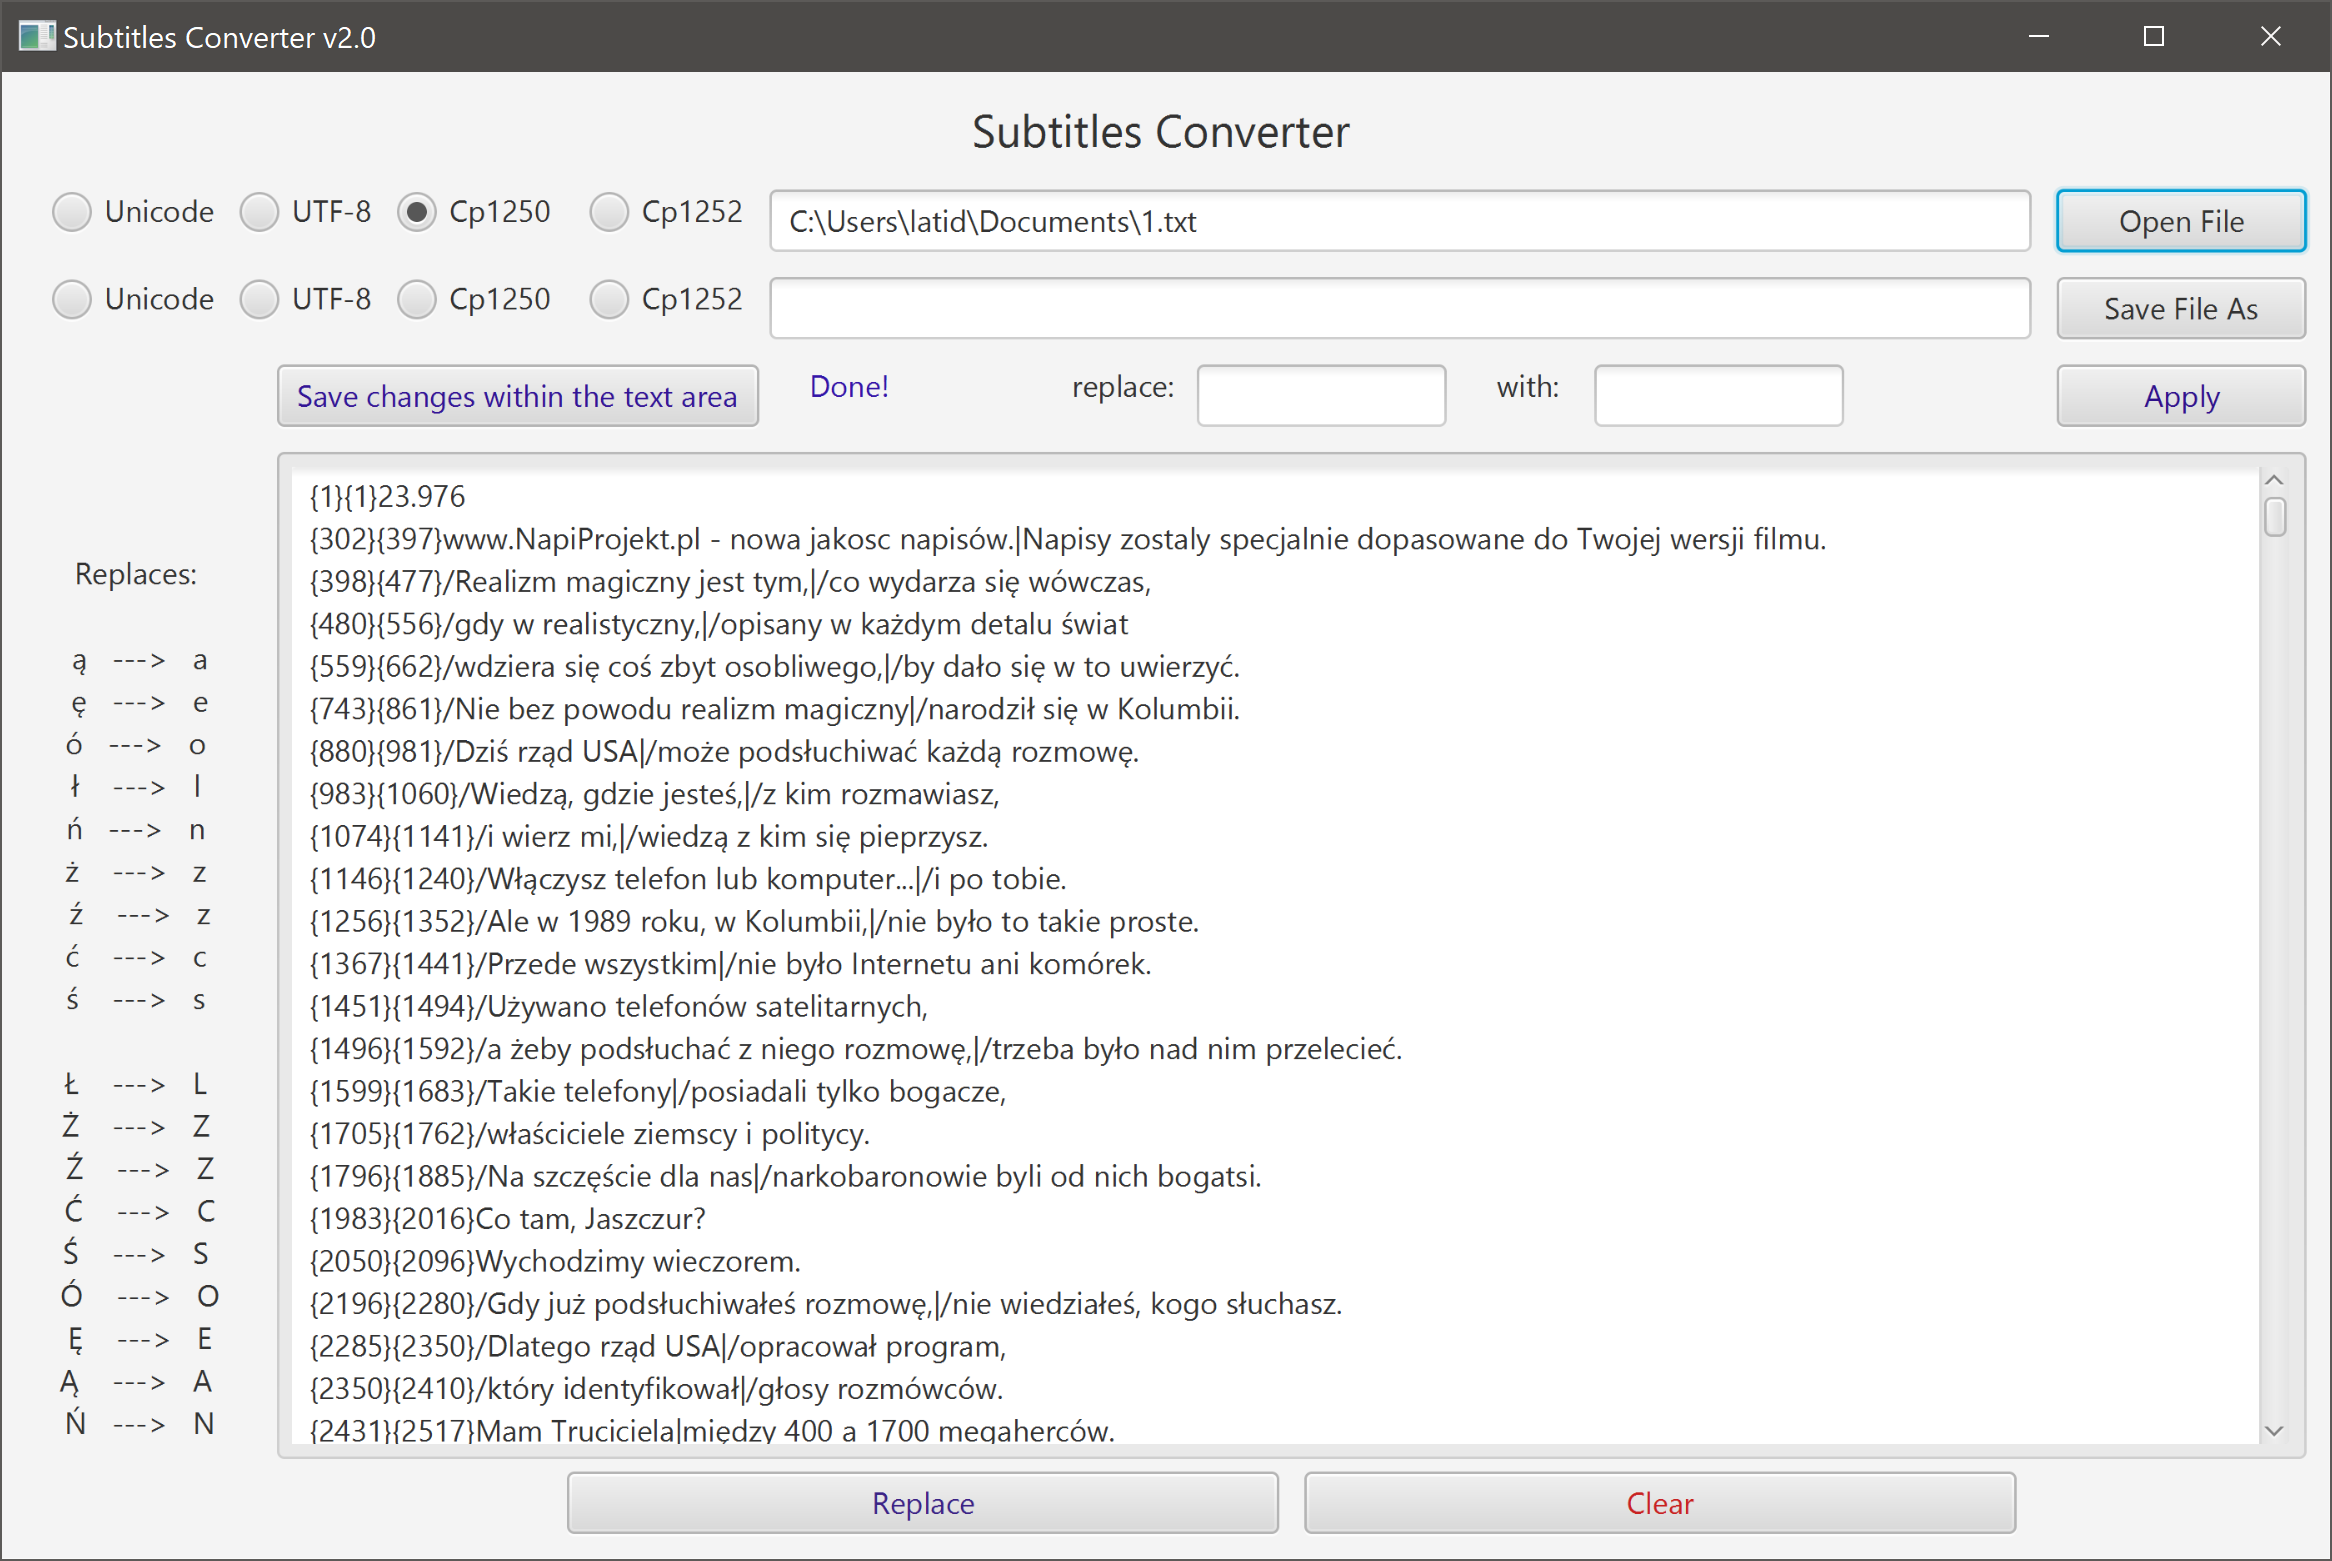 Subtitles Converter v2.0
Subtitles Converter
Unicode UTF-8 Cp1250 Cp1252 C:\Users\latid\Documents\1.txt Open File
Unicode UTF-8 Cp1250 Cp1252 Save File As
Save changes within the text area Done! replace: with: Apply
Replaces:
ą ---> a
ę ---> e
ó ---> o
ł ---> l
ń ---> n
ż ---> z
ź ---> z
ć ---> c
ś ---> s
Ł ---> L
Ż ---> Z
Ź ---> Z
Ć ---> C
Ś ---> S
Ó ---> O
Ę ---> E
Ą ---> A
Ń ---> N
{1}{1}23.976
{302}{397}www.NapiProjekt.pl - nowa jakosc napisów.|Napisy zostaly specjalnie dopasowane do Twojej wersji filmu.
{398}{477}/Realizm magiczny jest tym,|/co wydarza się wówczas,
{480}{556}/gdy w realistyczny,|/opisany w każdym detalu świat
{559}{662}/wdziera się coś zbyt osobliwego,|/by dało się w to uwierzyć.
{743}{861}/Nie bez powodu realizm magiczny|/narodził się w Kolumbii.
{880}{981}/Dziś rząd USA|/może podsłuchiwać każdą rozmowę.
{983}{1060}/Wiedzą, gdzie jesteś,|/z kim rozmawiasz,
{1074}{1141}/i wierz mi,|/wiedzą z kim się pieprzysz.
{1146}{1240}/Włączysz telefon lub komputer...|/i po tobie.
{1256}{1352}/Ale w 1989 roku, w Kolumbii,|/nie było to takie proste.
{1367}{1441}/Przede wszystkim|/nie było Internetu ani komórek.
{1451}{1494}/Używano telefonów satelitarnych,
{1496}{1592}/a żeby podsłuchać z niego rozmowę,|/trzeba było nad nim przelecieć.
{1599}{1683}/Takie telefony|/posiadali tylko bogacze,
{1705}{1762}/właściciele ziemscy i politycy.
{1796}{1885}/Na szczęście dla nas|/narkobaronowie byli od nich bogatsi.
{1983}{2016}Co tam, Jaszczur?
{2050}{2096}Wychodzimy wieczorem.
{2196}{2280}/Gdy już podsłuchiwałeś rozmowę,|/nie wiedziałeś, kogo słuchasz.
{2285}{2350}/Dlatego rząd USA|/opracował program,
{2350}{2410}/który identyfikował|/głosy rozmówców.
{2431}{2517}Mam Truciciela|między 400 a 1700 megaherców.
Replace Clear